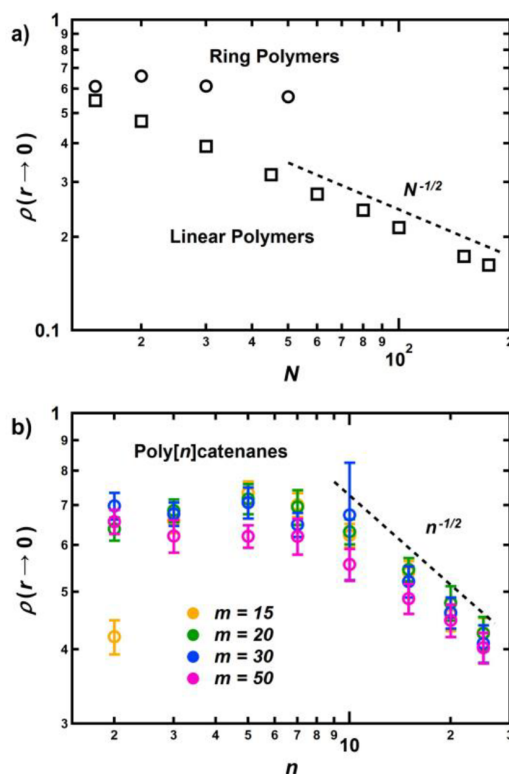 a)
1
9
8
7
6
5
4
3
2
0.1
ρ(r → 0)
Ring Polymers
Linear Polymers
N^-1/2
2 3 4 5 6 7 8 9 10^2 2
N
b)
1
9
8
7
6
5
4
3
ρ(r → 0)
Poly[n]catenanes
n^-1/2
m = 15
m = 20
m = 30
m = 50
2 3 4 5 6 7 8 9 10 2
n